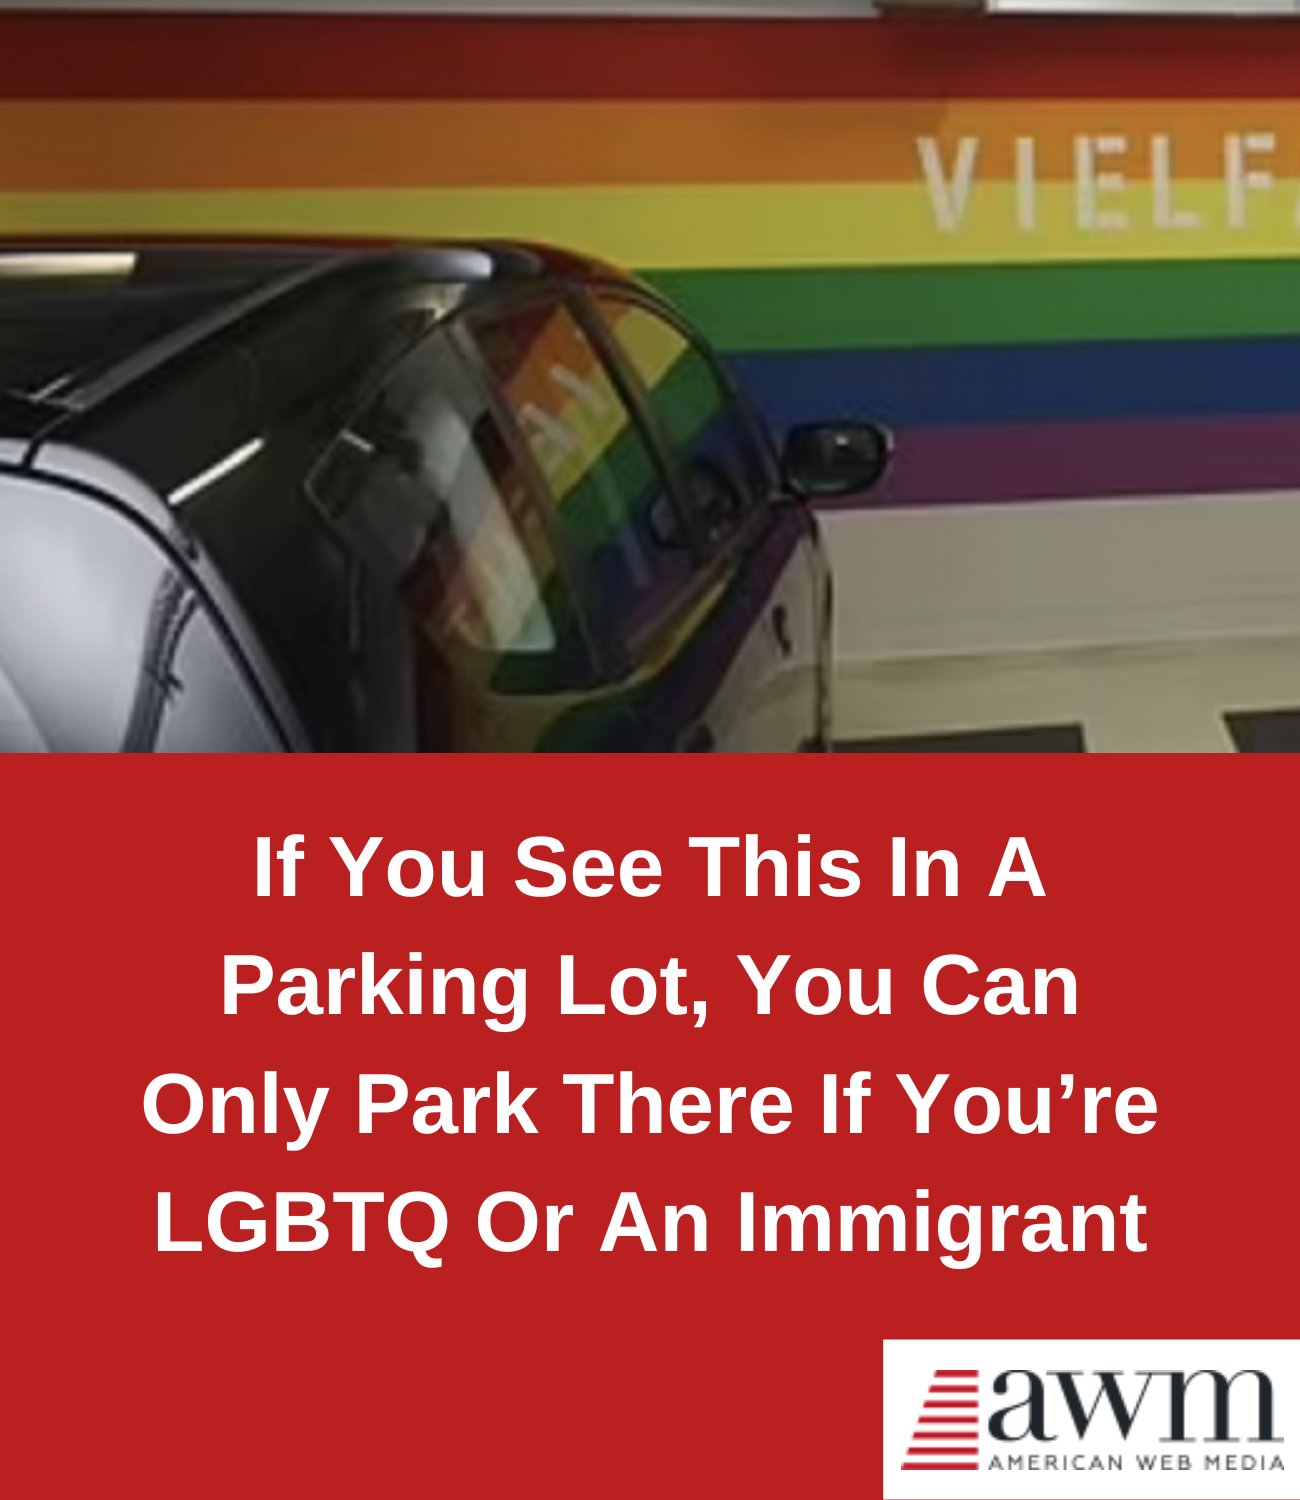 VIELFA
If You See This In A
Parking Lot, You Can
Only Park There If You’re
LGBTQ Or An Immigrant
awm
AMERICAN WEB MEDIA